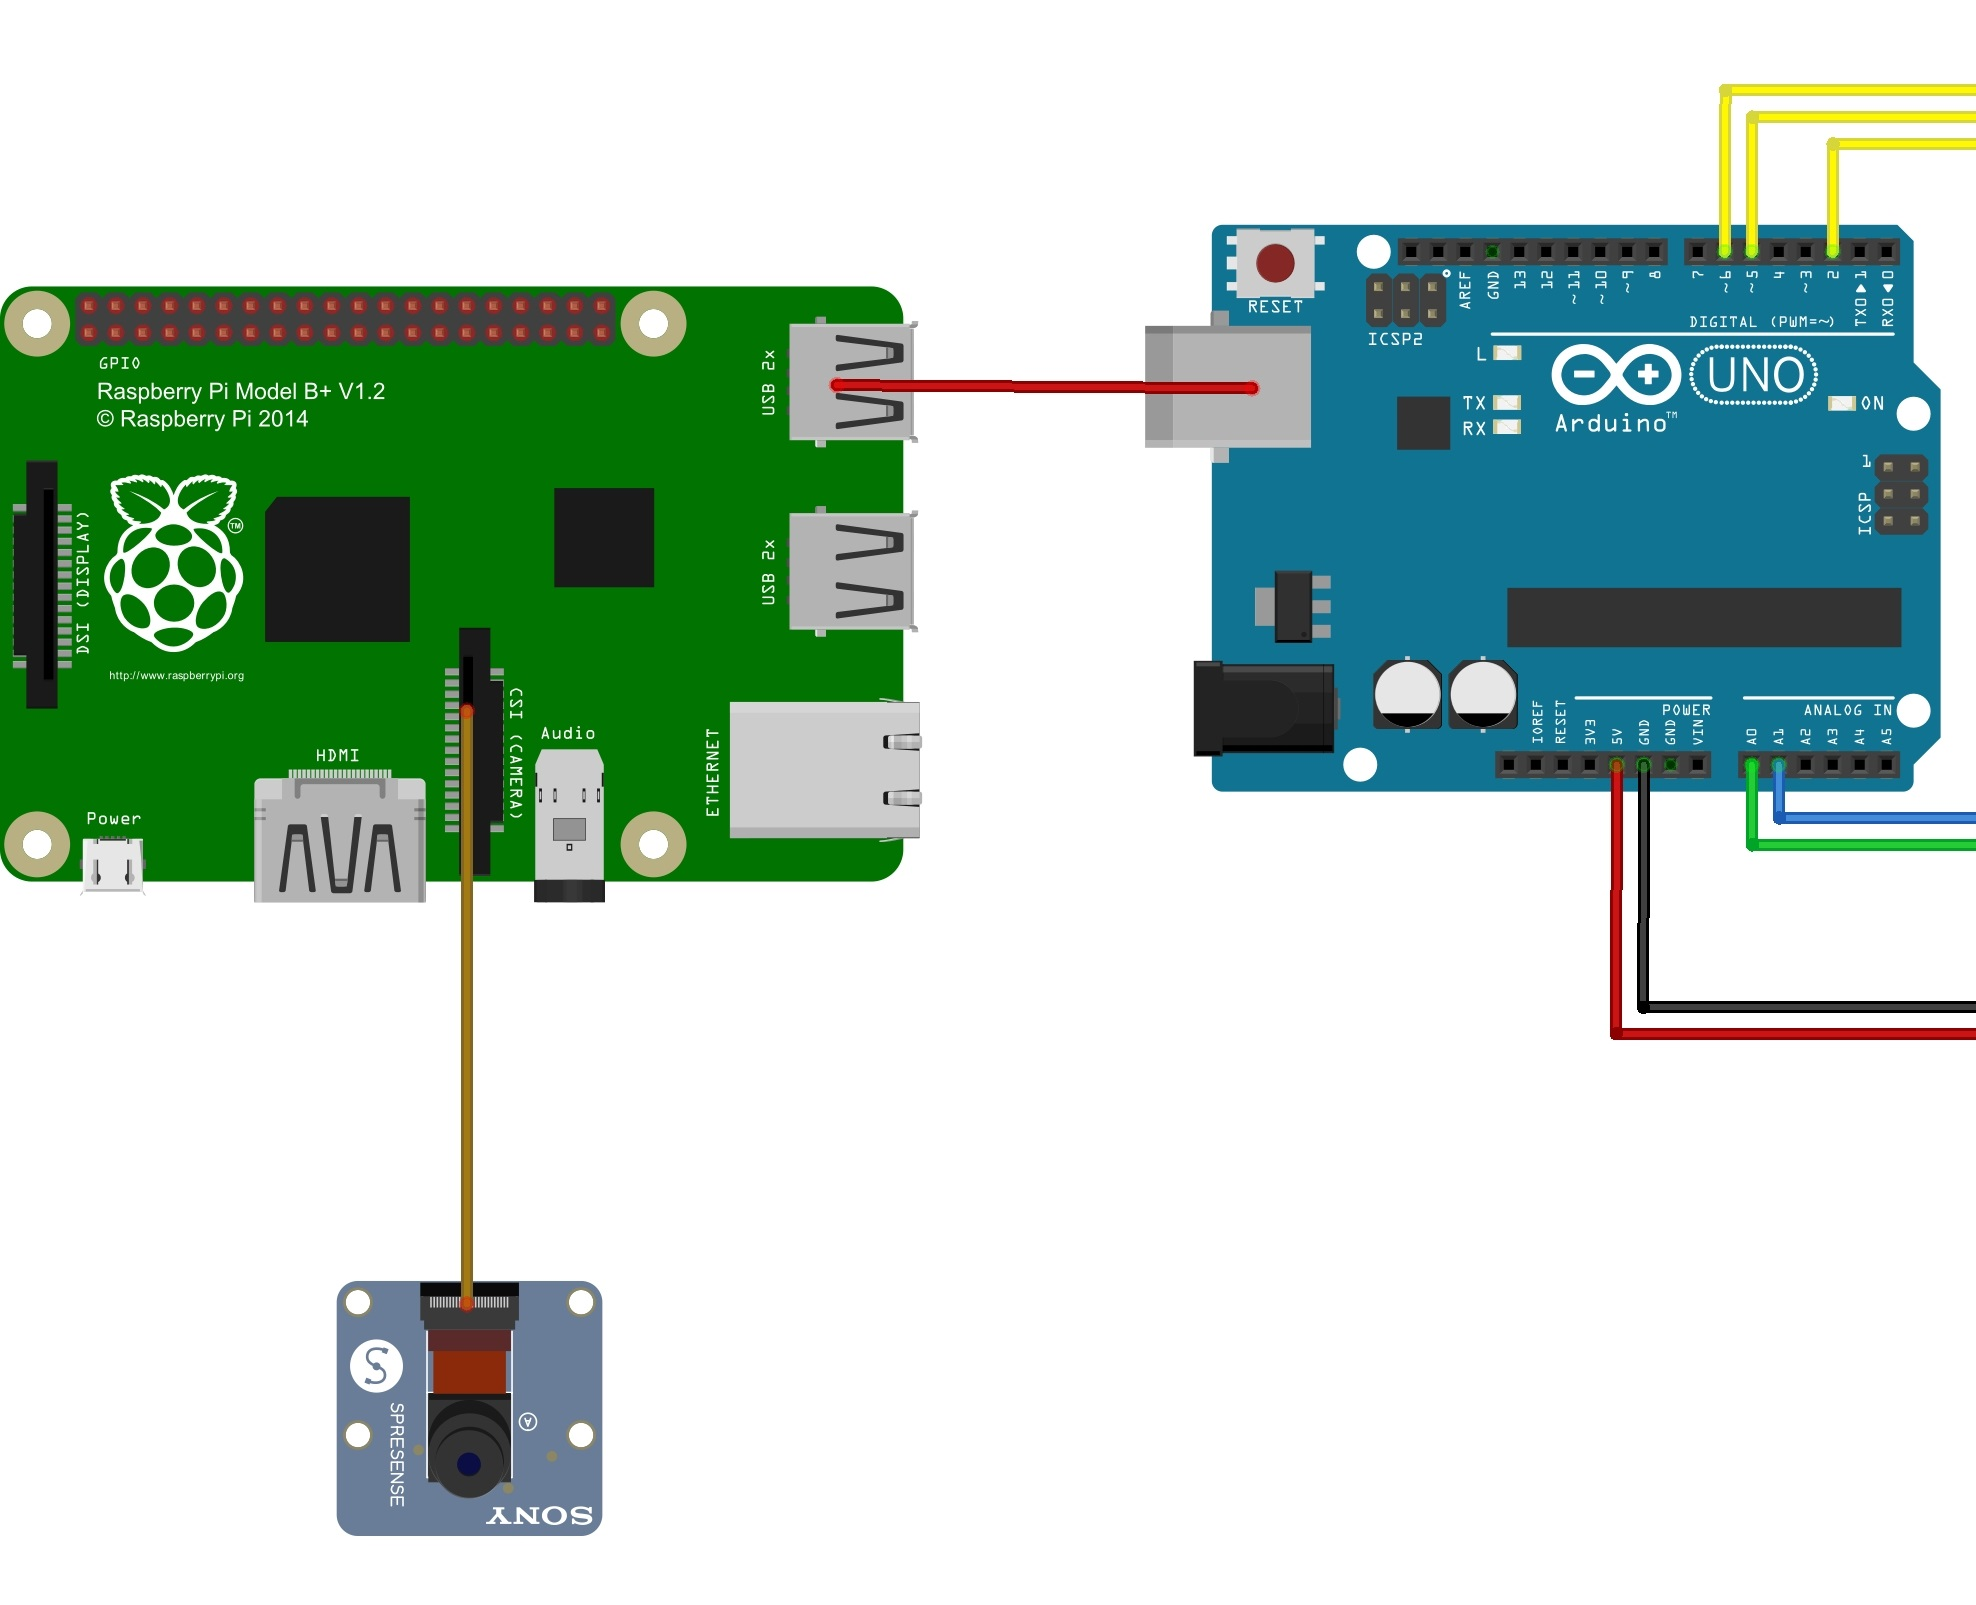 GPIO
Raspberry Pi Model B+ V1.2
© Raspberry Pi 2014
DSI (DISPLAY)
TM
http://www.raspberrypi.org
USB 2x
USB 2x
CSI (CAMERA)
Audio
HDMI
ETHERNET
Power
RESET
ICSP2
AREF
GND
13
12
~11
~10
~9
8
7
~6
~5
4
~3
2
TX0▶1
RX0◀0
DIGITAL (PWM=~)
L
TX
RX
UNO
Arduino™
ON
1
ICSP
IOREF
RESET
3V3
5V
GND
GND
VIN
POWER
ANALOG IN
A0
A1
A2
A3
A4
A5
S
SPRESENSE
A
SONY